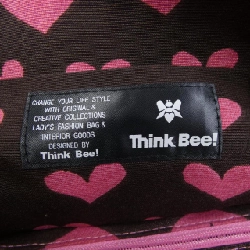 CHANGE YOUR LIFE STYLE
WITH ORIGINAL &
CREATIVE COLLECTIONS
LADY'S FASHION BAG &
INTERIOR GOODS
DESIGNED BY
Think Bee!
Think Bee!